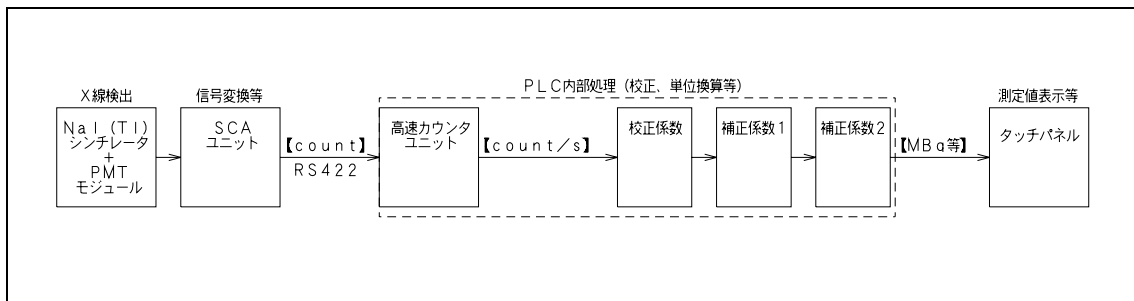 PLC内部処理(校正、単位換算等)
X線検出
NaI(Tl)
シンチレータ
+
PMT
モジュール
信号変換等
SCA
ユニット
【count】
RS422
高速カウンタ
ユニット
【count/s】
校正係数
補正係数1
補正係数2
【MBq等】
測定値表示等
タッチパネル